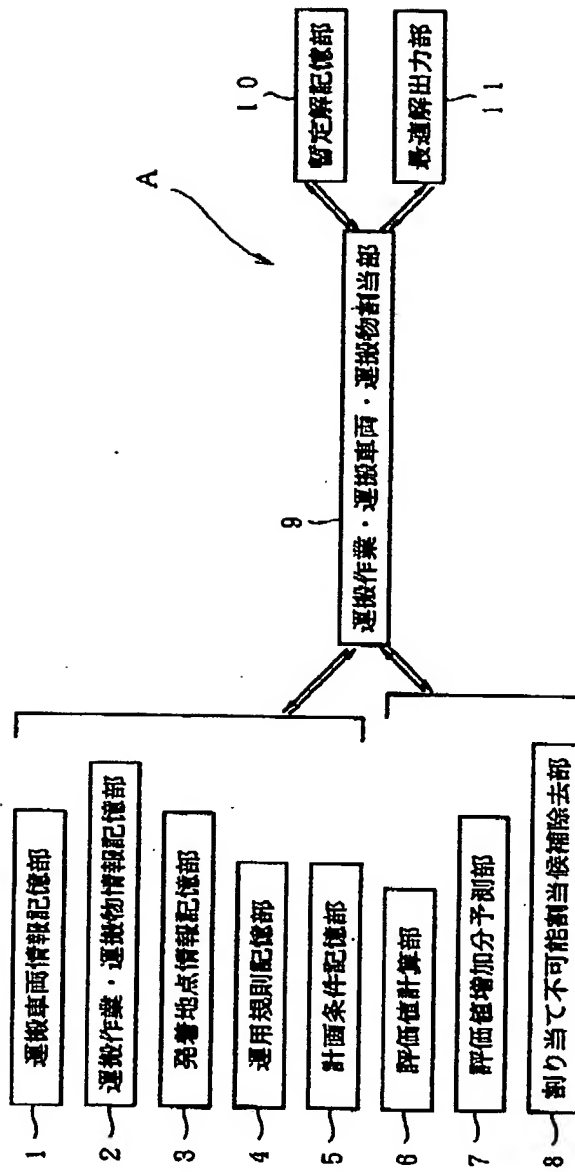 1 運搬車両情報記憶部
2 運搬作業・運搬物情報記憶部
3 発着地点情報記憶部
4 運用規則記憶部
5 計画条件記憶部
6 評価値計算部
7 評価値増加分予測部
8 割り当て不可能割当候補除去部
9
運搬作業・運搬車両・運搬物割当部
A
10
暫定解記憶部
最適解出力部
11